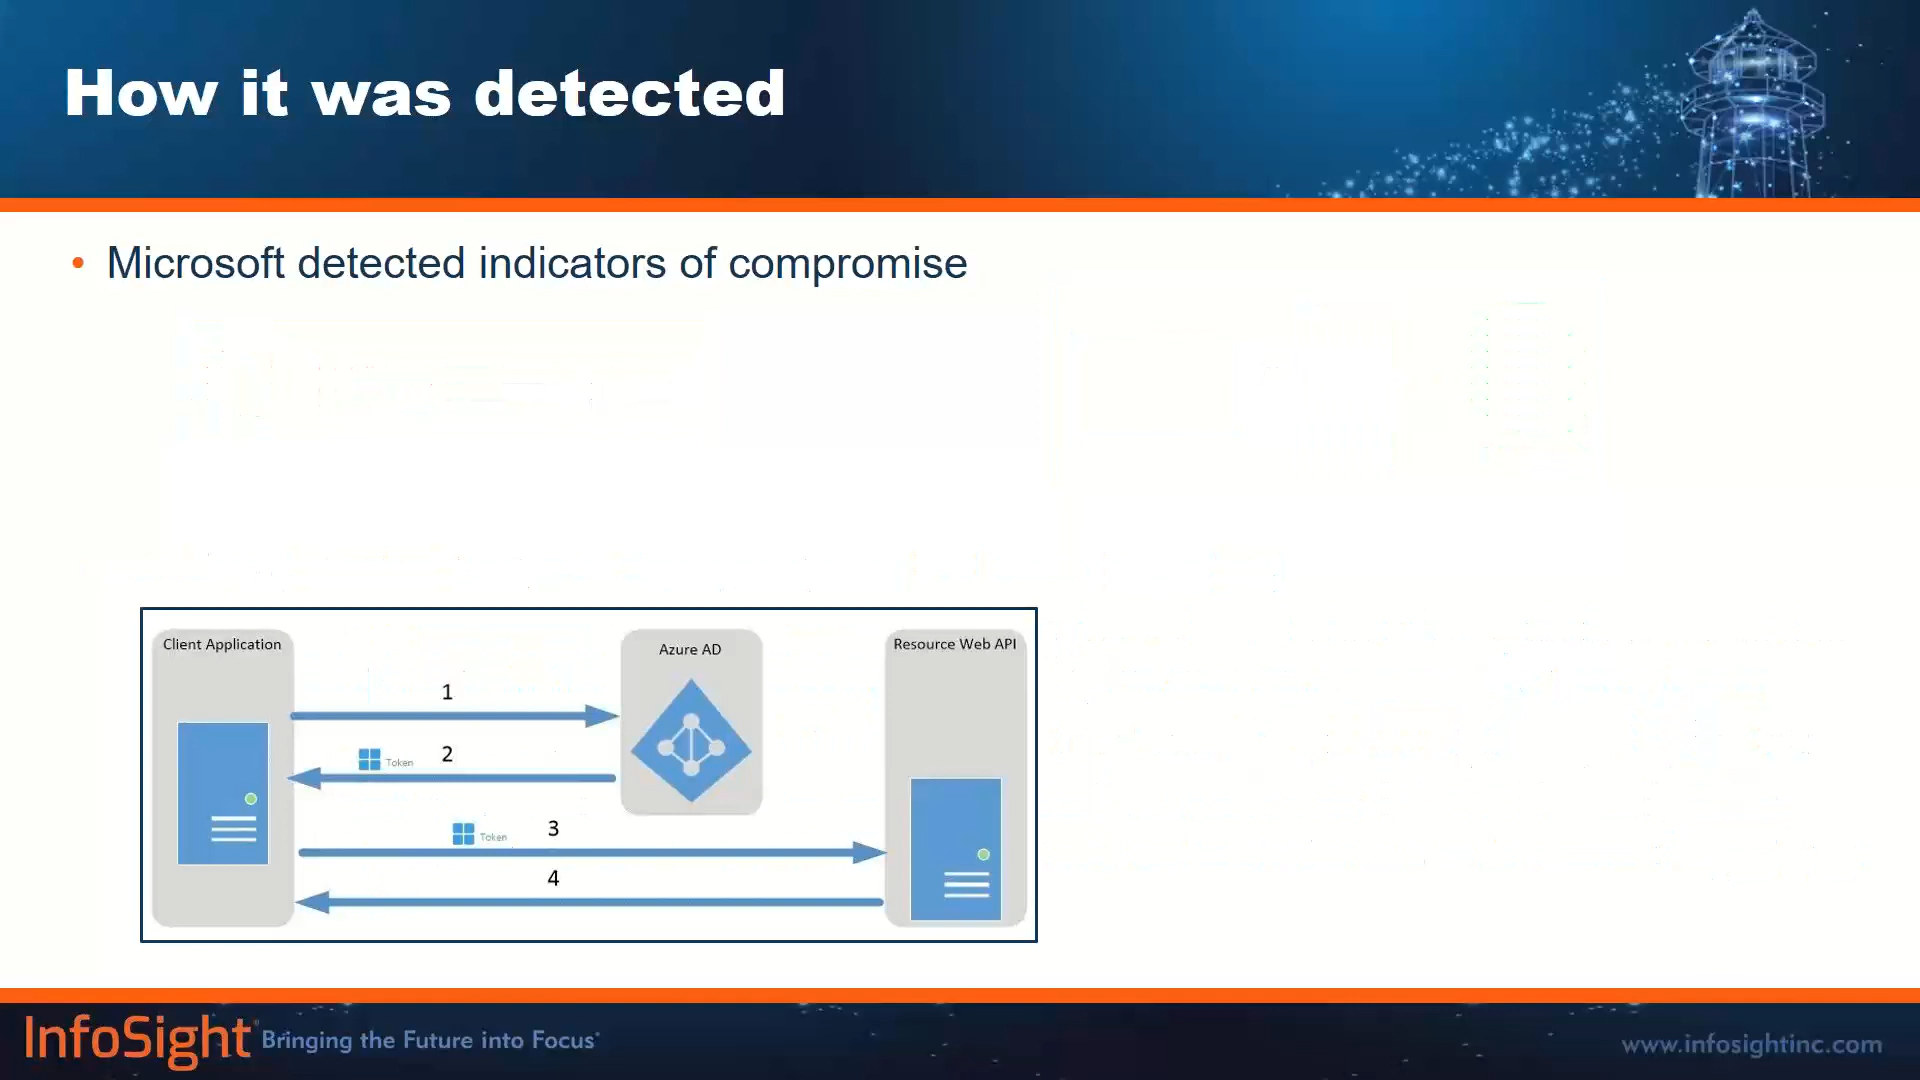 How it was detected
• Microsoft detected indicators of compromise
Client Application
Azure AD
Resource Web API
1
Token
2
Token
3
4
InfoSight® Bringing the Future into Focus®
www.infosightinc.com